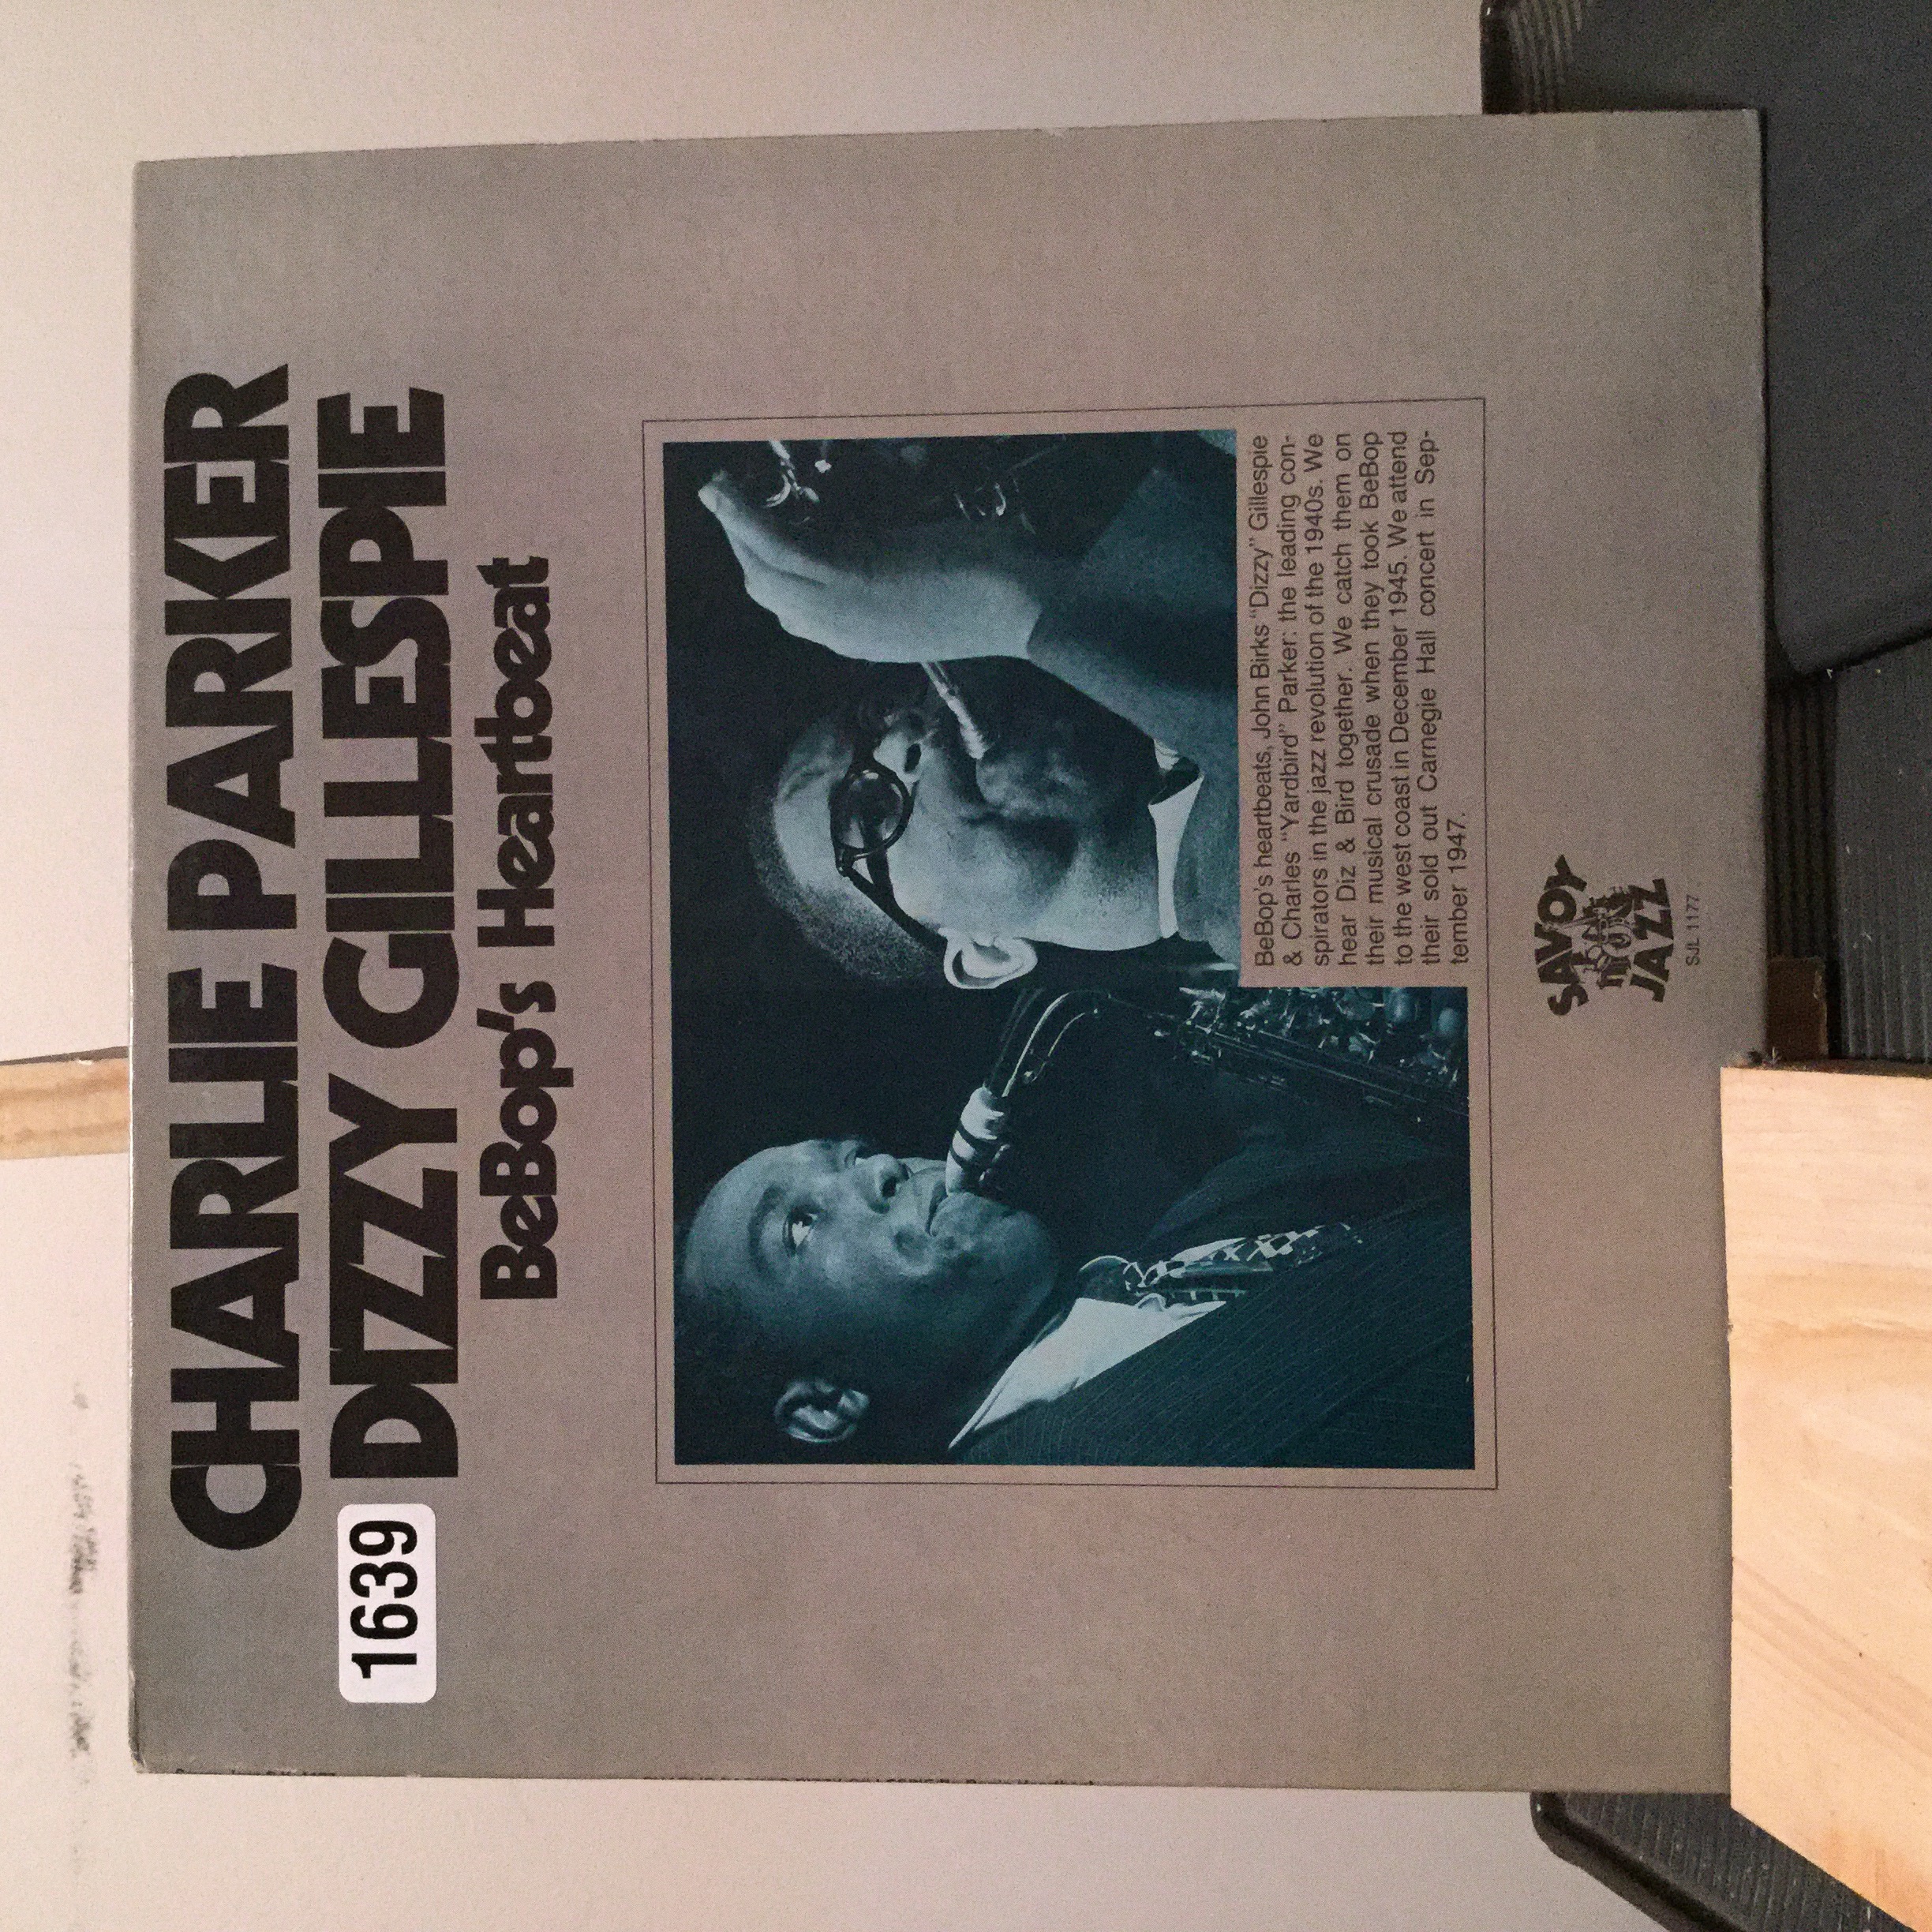 CHARLIE PARKER
1639
DIZZY GILLESPIE
BeBop's Heartbeat
BeBop's heartbeats, John Birks "Dizzy" Gillespie
& Charles "Yardbird" Parker: the leading con-
spirators in the jazz revolution of the 1940s. We
hear Diz & Bird together. We catch them on
their musical crusade when they took BeBop
to the west coast in December 1945. We attend
their sold out Carnegie Hall concert in Sep-
tember 1947.
SAVOY
JAZZ
SJL 1177